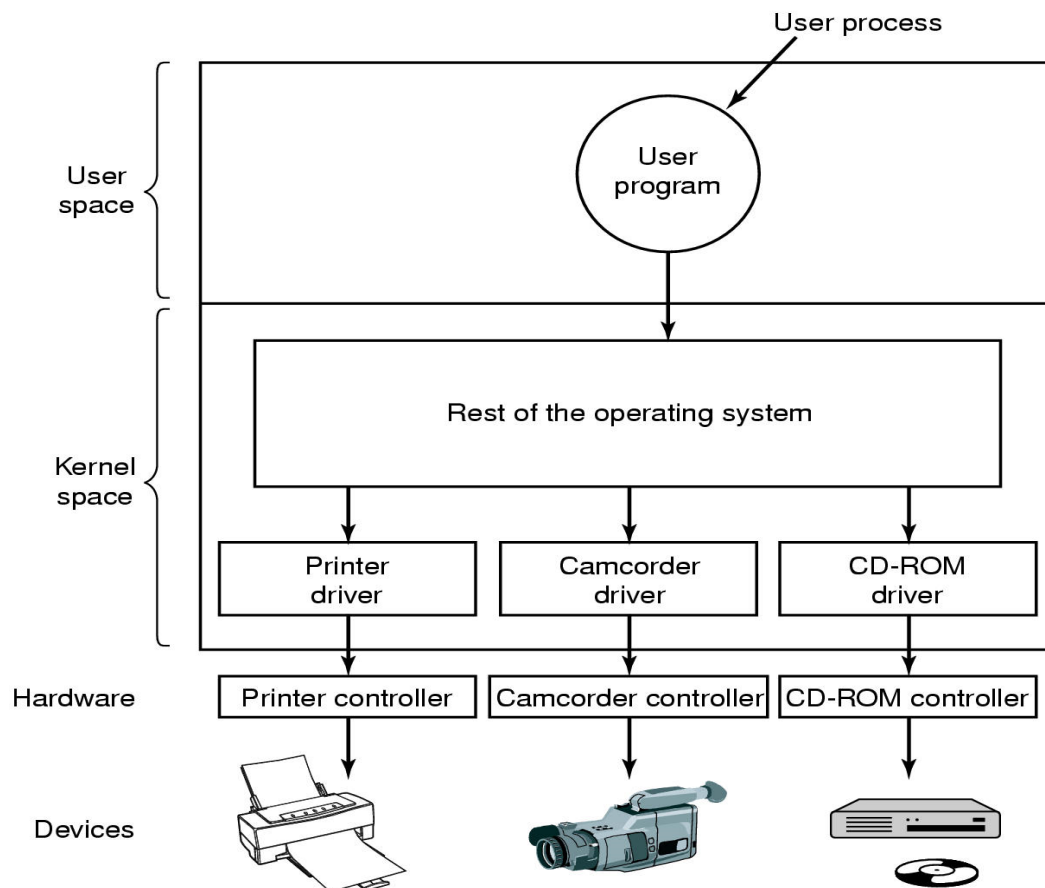 User process
User
program
User
space
Rest of the operating system
Kernel
space
Printer
driver
Camcorder
driver
CD-ROM
driver
Hardware
Printer controller
Camcorder controller
CD-ROM controller
Devices